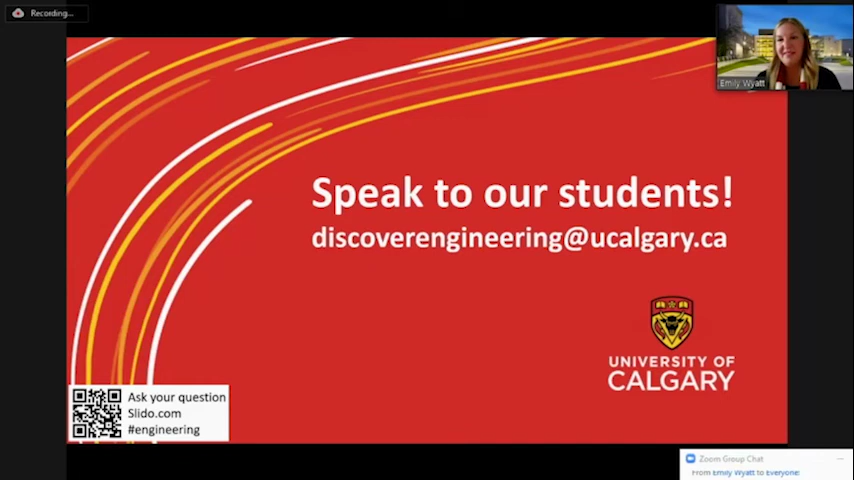 Recording...
Emily Wyatt
Speak to our students!
discoverengineering@ucalgary.ca
UNIVERSITY OF
CALGARY
Ask your question
Slido.com
#engineering
Zoom Group Chat
From Emily Wyatt to Everyone: